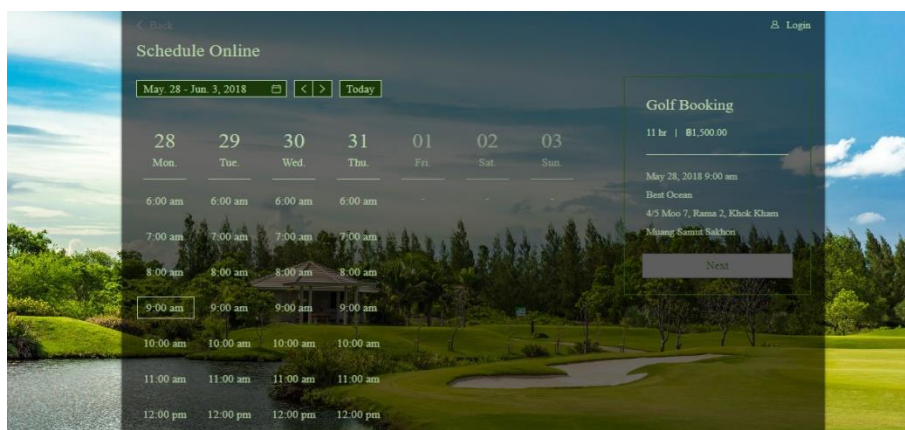 Back
Login
Schedule Online
May. 28 - Jun. 3, 2018
< >
Today
28 29 30 31 01 02 03
Mon. Tue. Wed. Thu. Fri. Sat. Sun.
6:00 am 6:00 am 6:00 am 6:00 am - - -
7:00 am 7:00 am 7:00 am 7:00 am
8:00 am 8:00 am 8:00 am 8:00 am
9:00 am 9:00 am 9:00 am 9:00 am
10:00 am 10:00 am 10:00 am 10:00 am
11:00 am 11:00 am 11:00 am 11:00 am
12:00 pm 12:00 pm 12:00 pm 12:00 pm
Golf Booking
11 hr | ฿1,500.00
May 28, 2018 9:00 am
Best Ocean
4/5 Moo 7, Rama 2, Khok Kham
Muang Samut Sakhon
Next